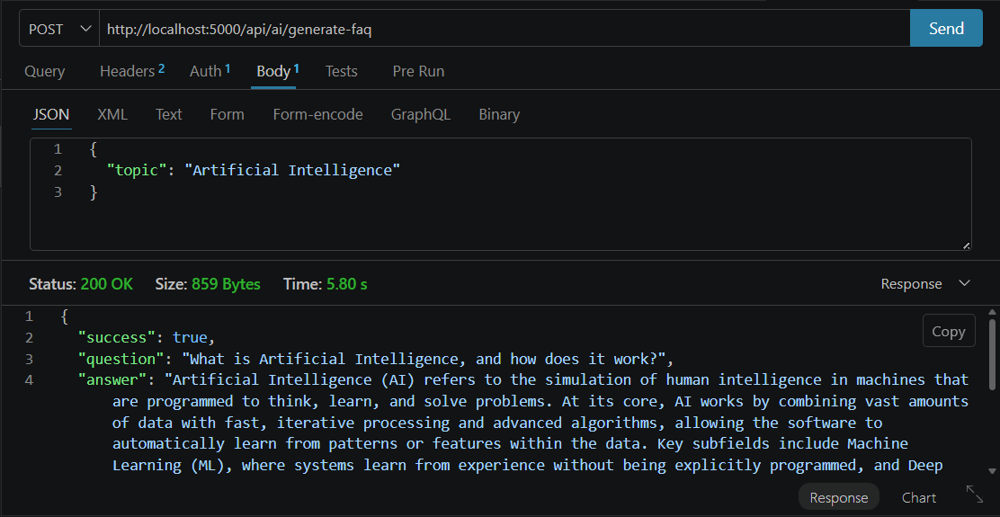 POST http://localhost:5000/api/ai/generate-faq Send
Query Headers 2 Auth 1 Body 1 Tests Pre Run
JSON XML Text Form Form-encode GraphQL Binary
1 {
2 "topic": "Artificial Intelligence"
3 }
Status: 200 OK Size: 859 Bytes Time: 5.80 s Response
1 {
Copy
2 "success": true,
3 "question": "What is Artificial Intelligence, and how does it work?",
4 "answer": "Artificial Intelligence (AI) refers to the simulation of human intelligence in machines that
are programmed to think, learn, and solve problems. At its core, AI works by combining vast amounts
of data with fast, iterative processing and advanced algorithms, allowing the software to
automatically learn from patterns or features within the data. Key subfields include Machine
Learning (ML), where systems learn from experience without being explicitly programmed, and Deep
Response Chart